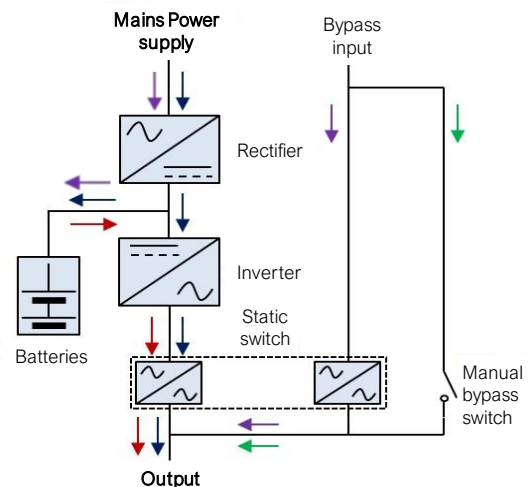 Mains Power
supply
Bypass
input
Rectifier
Inverter
Static
switch
Batteries
Manual
bypass
switch
Output